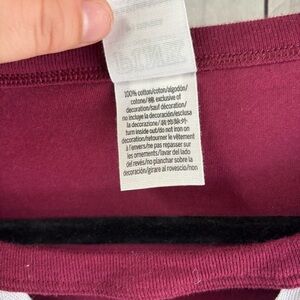 100% cotton/coton/algodón/
cotone/棉 exclusive of
decoration/sauf décoration/
no incluye la decoración/esclusa
la decorazione/
turn inside out/do not iron on
decoration/retourner le vêtement
à l'envers/ne pas repasser sur
les ornements/lavar del lado
del revés/no planchar sobre la
decoración/girare al rovescio/non